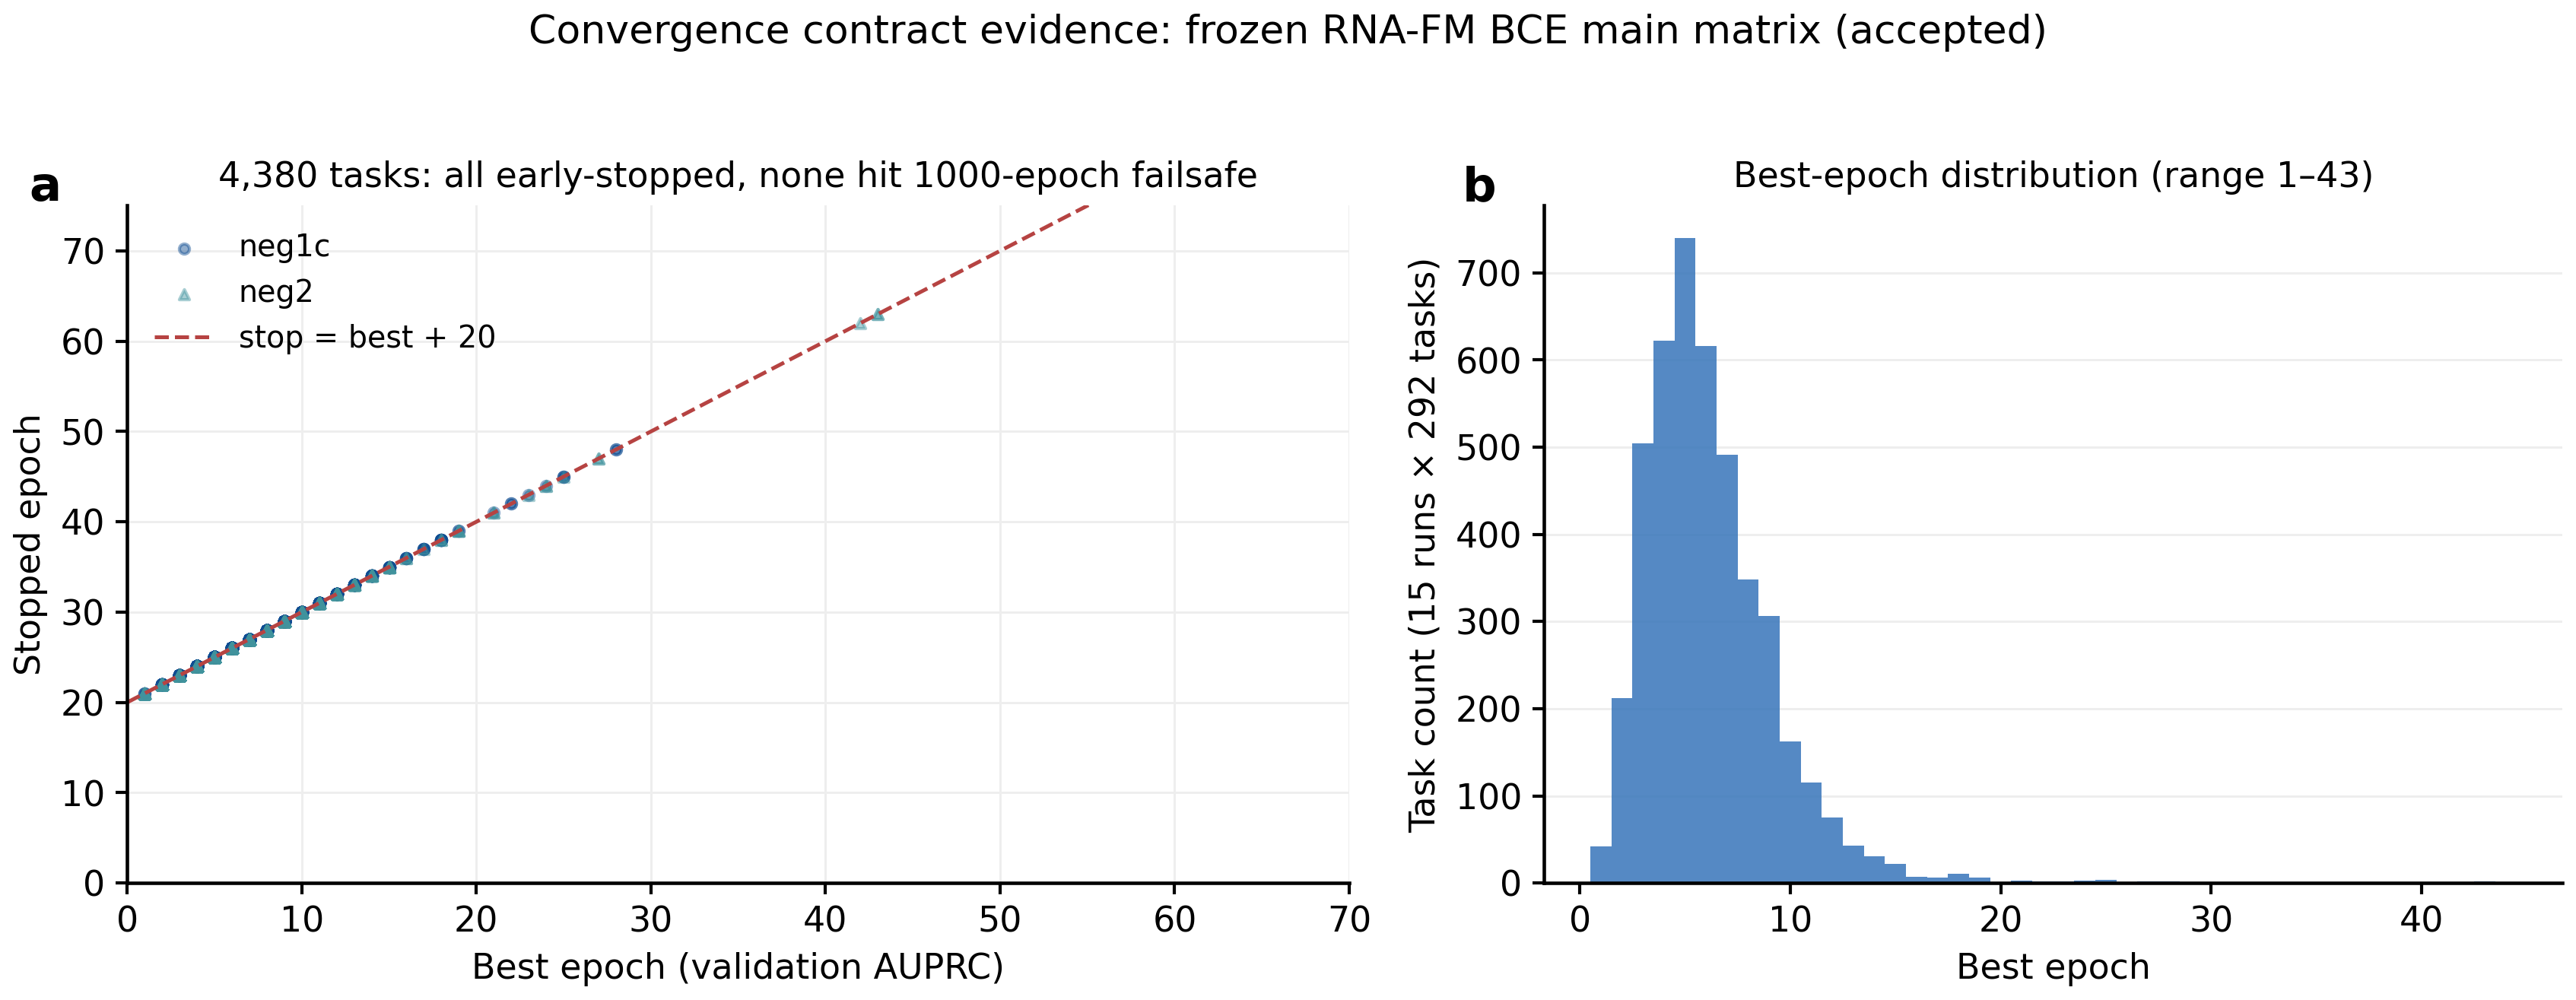 Convergence contract evidence: frozen RNA-FM BCE main matrix (accepted)
a
4,380 tasks: all early-stopped, none hit 1000-epoch failsafe
neg1c
neg2
stop = best + 20
Stopped epoch
70
60
50
40
30
20
10
0
0 10 20 30 40 50 60 70
Best epoch (validation AUPRC)
b
Best-epoch distribution (range 1–43)
Task count (15 runs × 292 tasks)
700
600
500
400
300
200
100
0
0 10 20 30 40
Best epoch